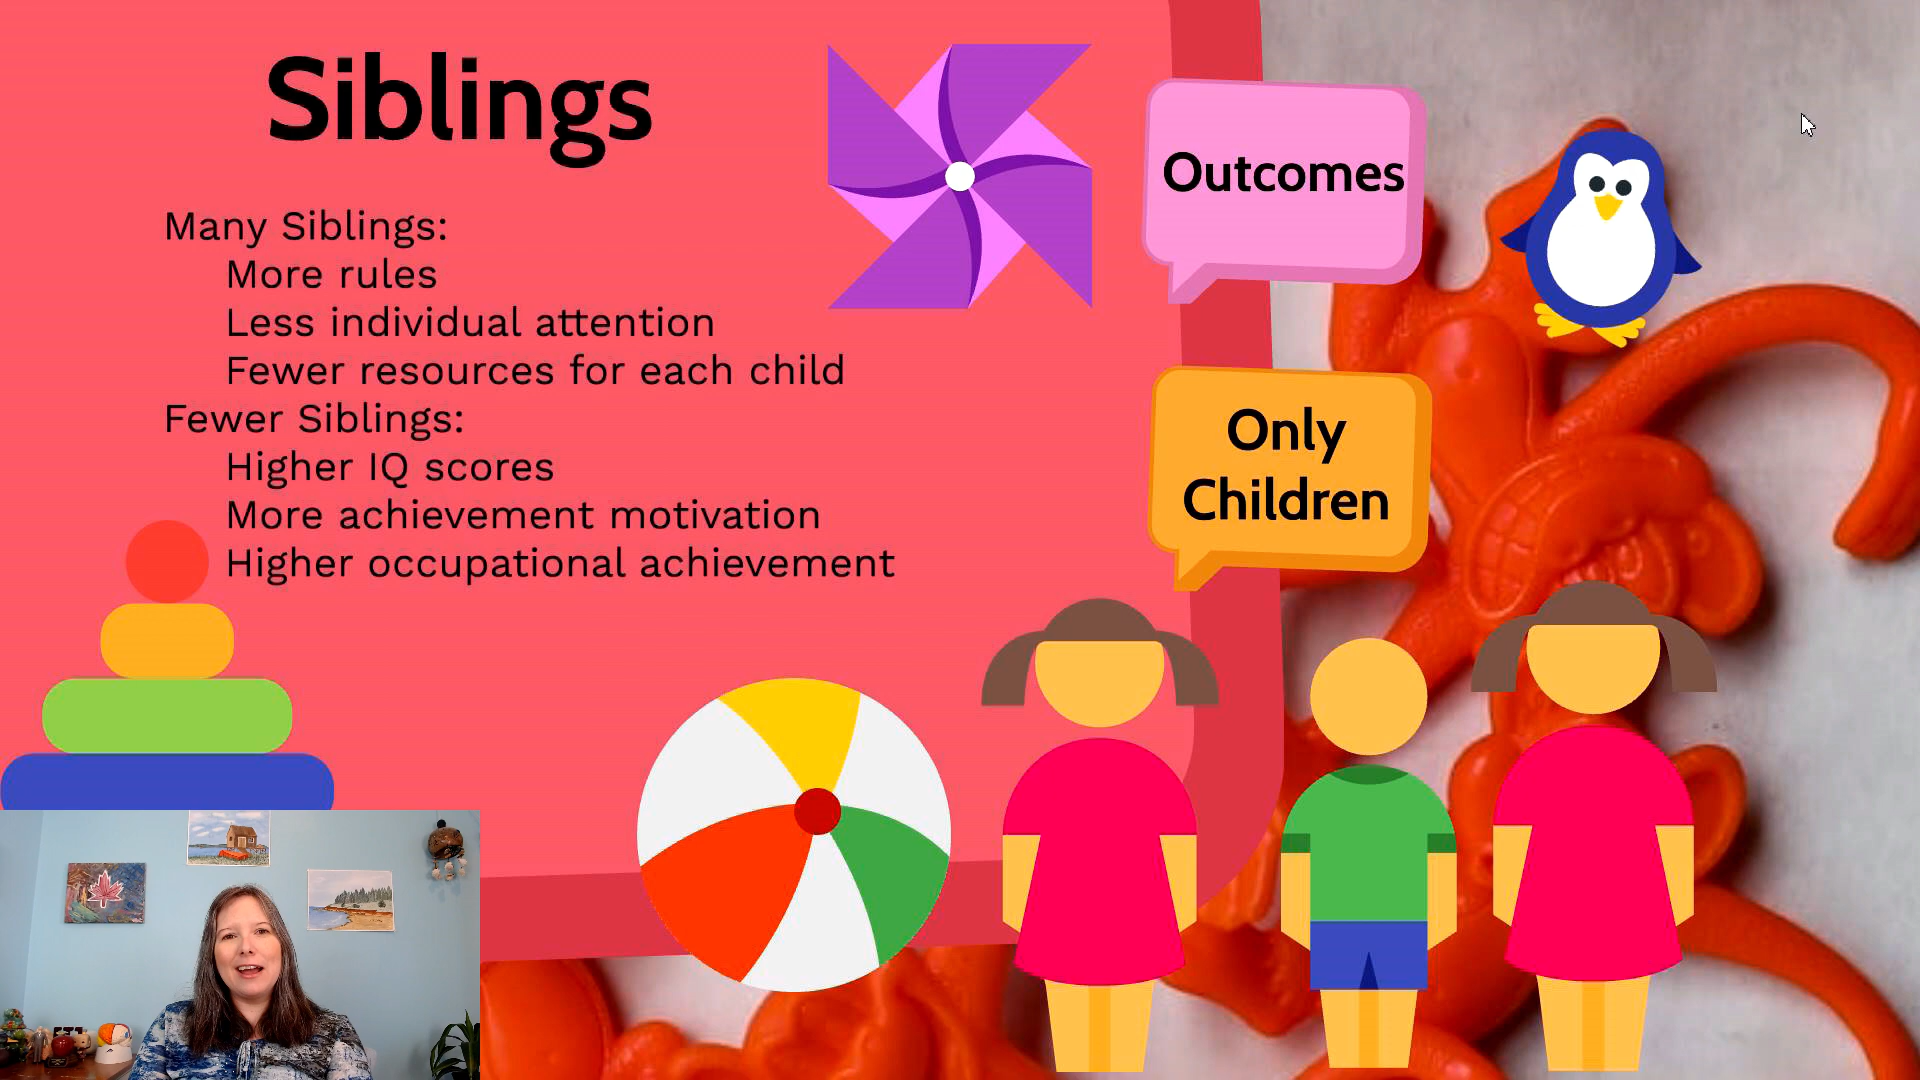 Siblings
Many Siblings:
More rules
Less individual attention
Fewer resources for each child
Fewer Siblings:
Higher IQ scores
More achievement motivation
Higher occupational achievement
Outcomes
Only
Children